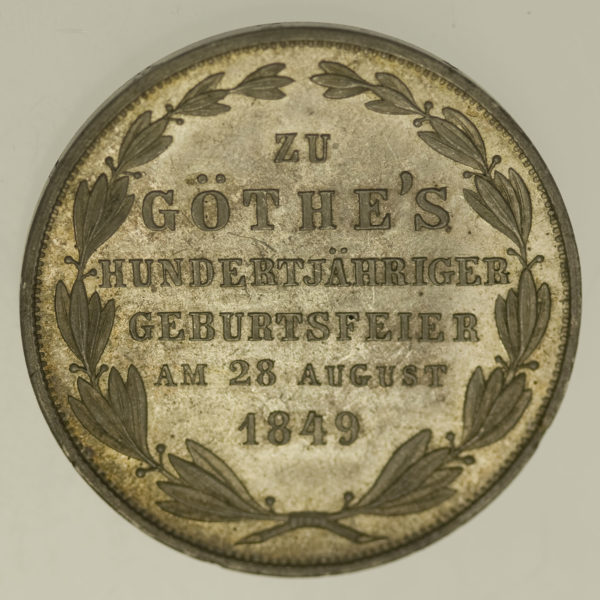 ZU
GÖTHE'S
HUNDERTJÄHRIGER
GEBURTSFEIER
AM 28 AUGUST
1849